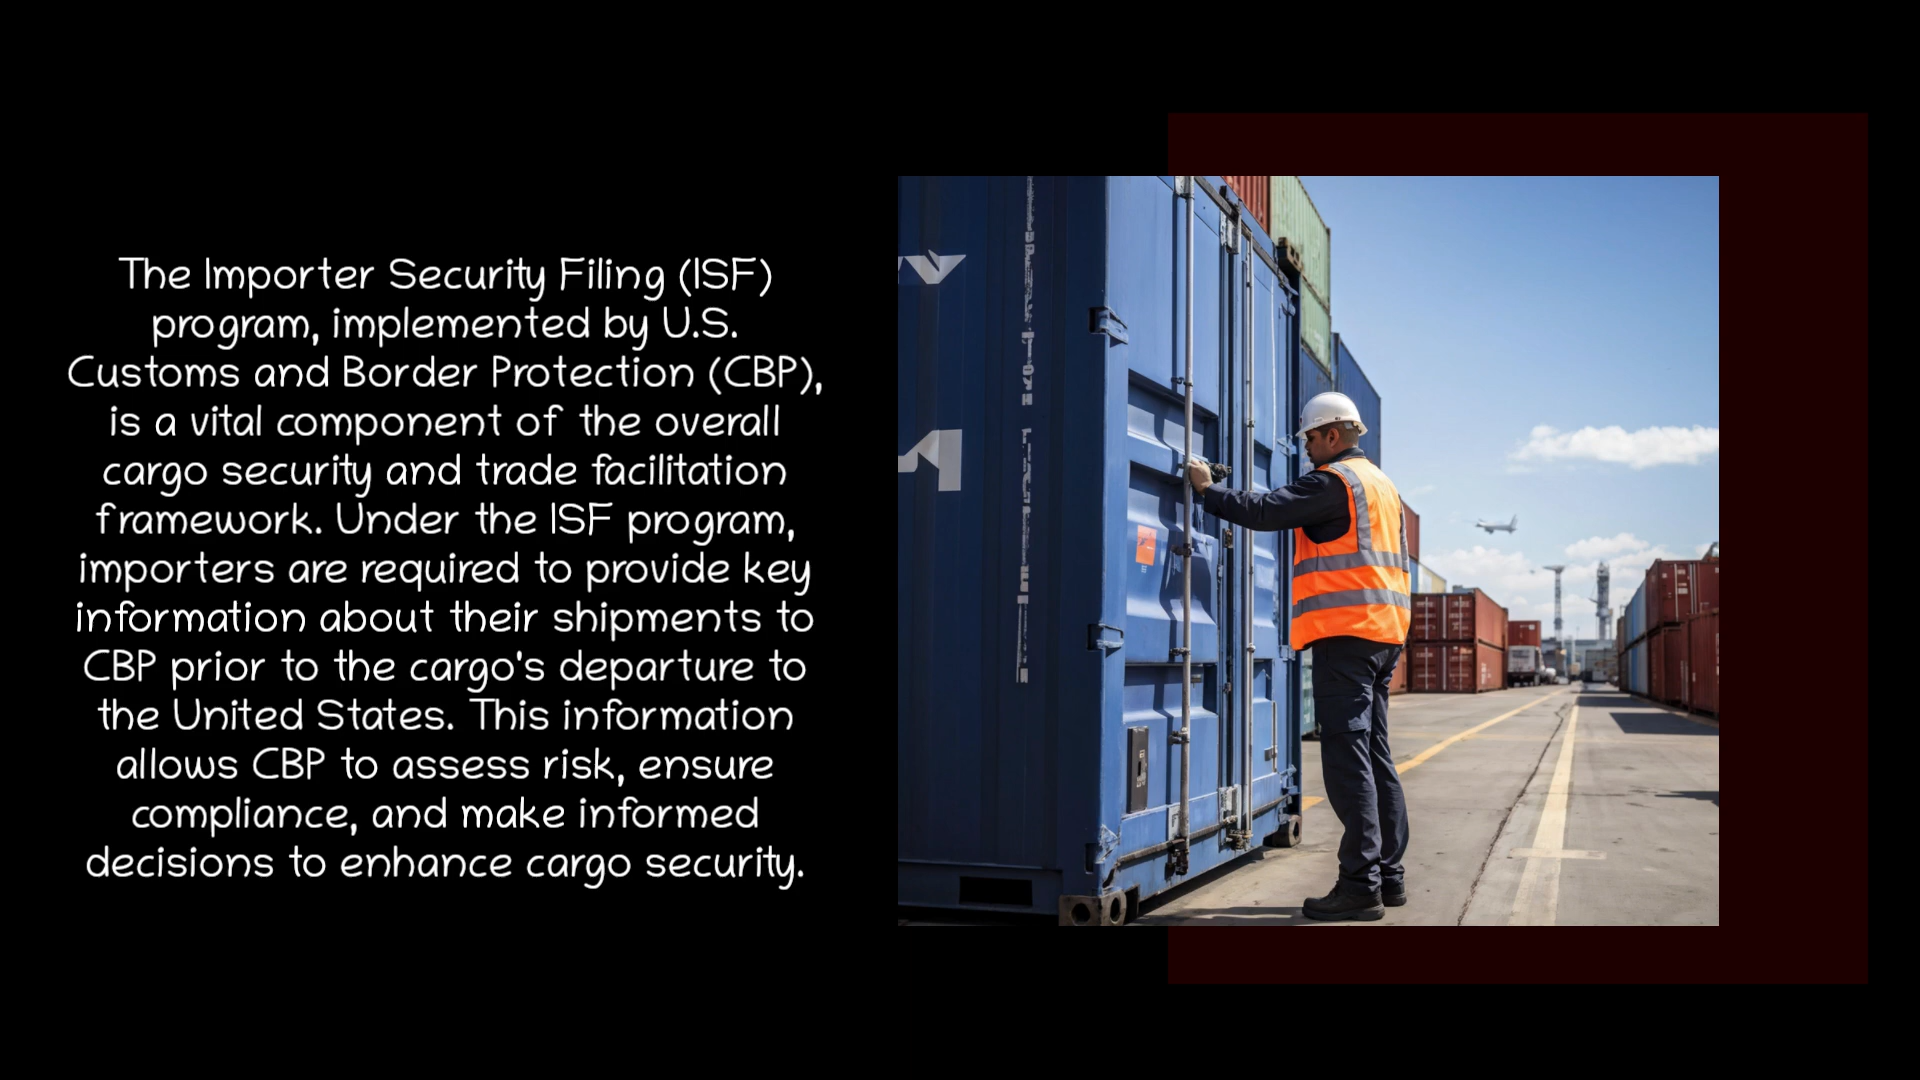 The Importer Security Filing (ISF)
program, implemented by U.S.
Customs and Border Protection (CBP),
is a vital component of the overall
cargo security and trade facilitation
framework. Under the ISF program,
importers are required to provide key
information about their shipments to
CBP prior to the cargo's departure to
the United States. This information
allows CBP to assess risk, ensure
compliance, and make informed
decisions to enhance cargo security.